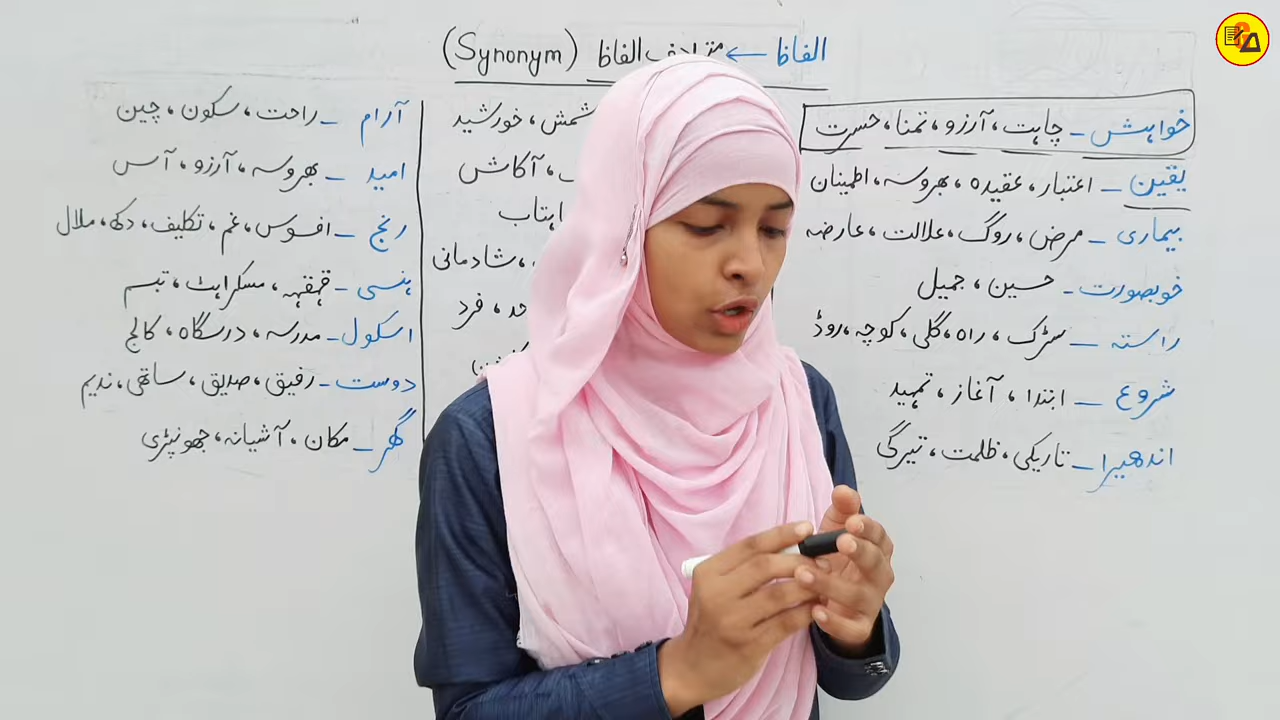 الفاظ ← مترادف الفاظ (Synonym)
خواہش - چاہت، آرزو، تمنا، حسرت
یقین - اعتبار، عقیدہ، بھروسہ، اطمینان
بیماری - مرض، روگ، علالت، عارضہ
خوبصورت - حسین، جمیل
راستہ - سڑک، راہ، گلی، کوچہ، روڈ
شروع - ابتدا، آغاز، تمہید
اندھیرا - تاریکی، ظلمت، تیرگی
شمش، خورشید
، آکاش
، شادمانی
، فرد
آرام - راحت، سکون، چین
امید - بھروسہ، آرزو، آس
رنج - افسوس، غم، تکلیف، دکھ، ملال
ہنسی - قہقہہ، مسکراہٹ، تبسم
اسکول - مدرسہ، درسگاہ، کالج
دوست - رفیق، صدیق، ساتھی، ندیم
گھر - مکان، آشیانہ، جھونپڑی